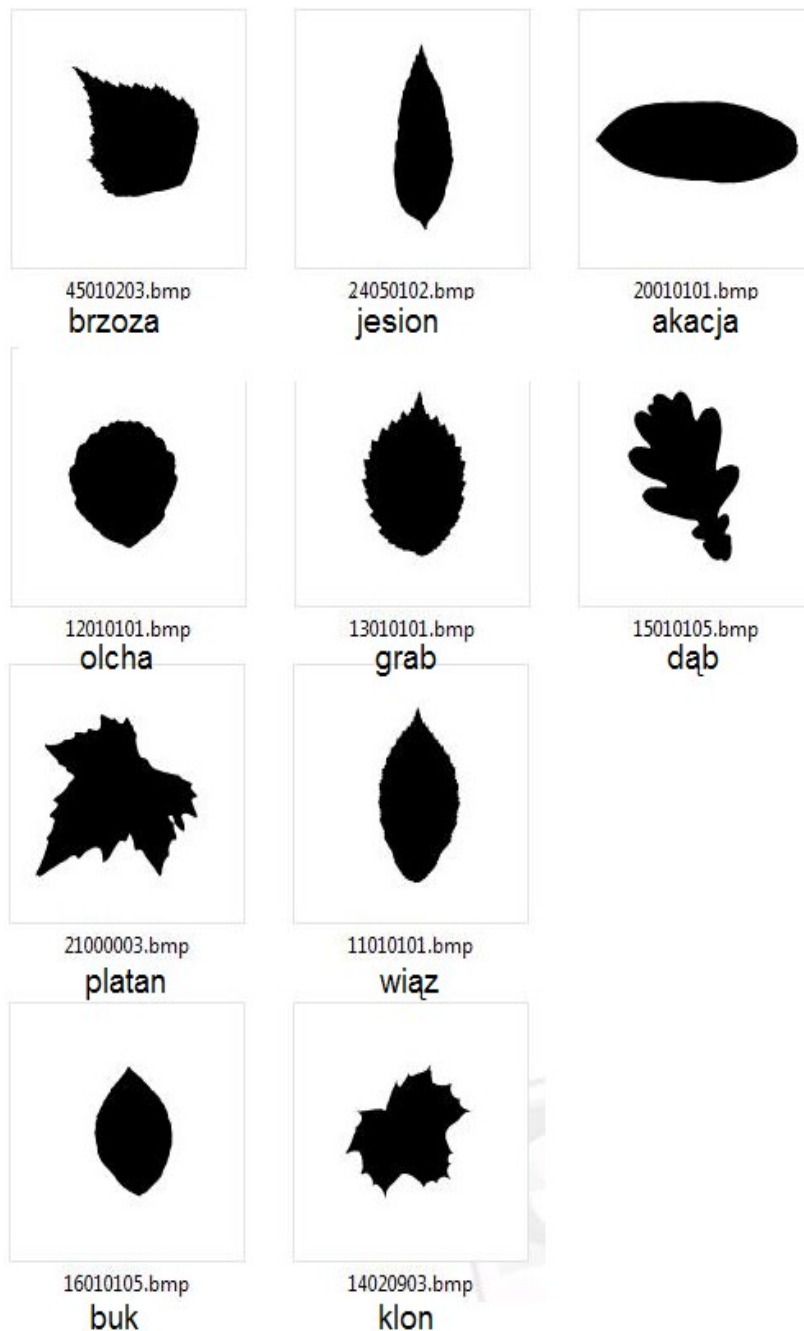 45010203.bmp 24050102.bmp 20010101.bmp
brzoza jesion akacja
12010101.bmp 13010101.bmp 15010105.bmp
olcha grab dąb
21000003.bmp 11010101.bmp
platan wiąz
16010105.bmp 14020903.bmp
buk klon